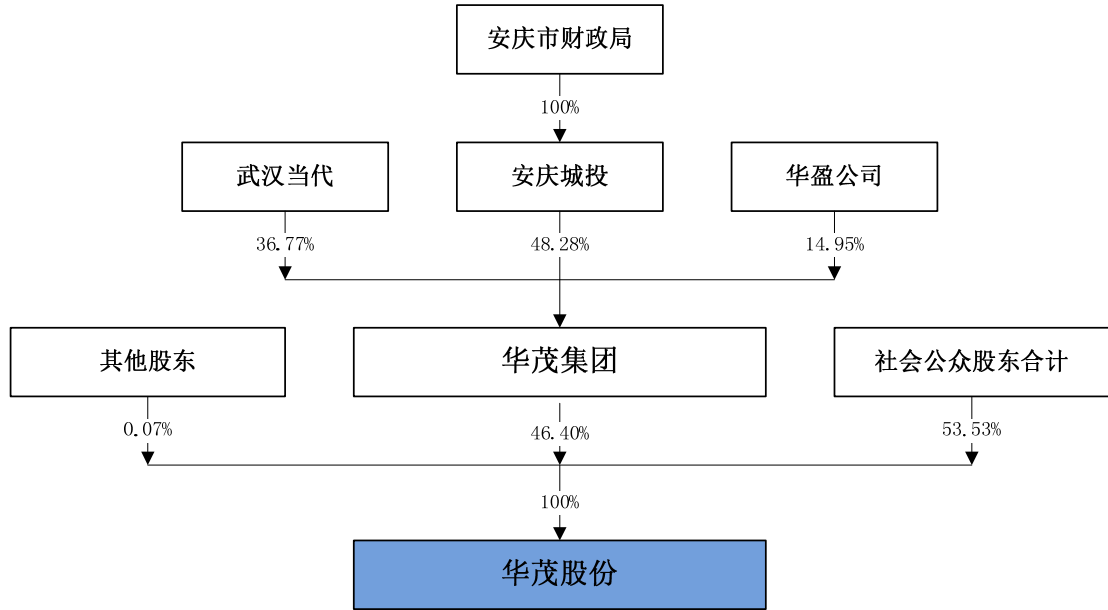 安庆市财政局
100%
武汉当代
安庆城投
华盈公司
36.77%
48.28%
14.95%
其他股东
华茂集团
社会公众股东合计
0.07%
46.40%
53.53%
100%
华茂股份